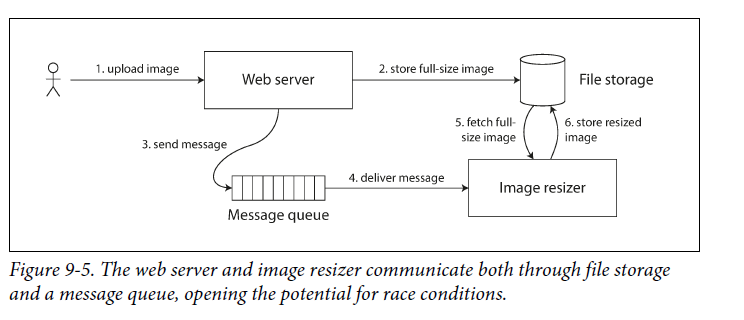 1. upload image
Web server
2. store full-size image
File storage
3. send message
5. fetch full-
size image
6. store resized
image
4. deliver message
Image resizer
Message queue
Figure 9-5. The web server and image resizer communicate both through file storage
and a message queue, opening the potential for race conditions.